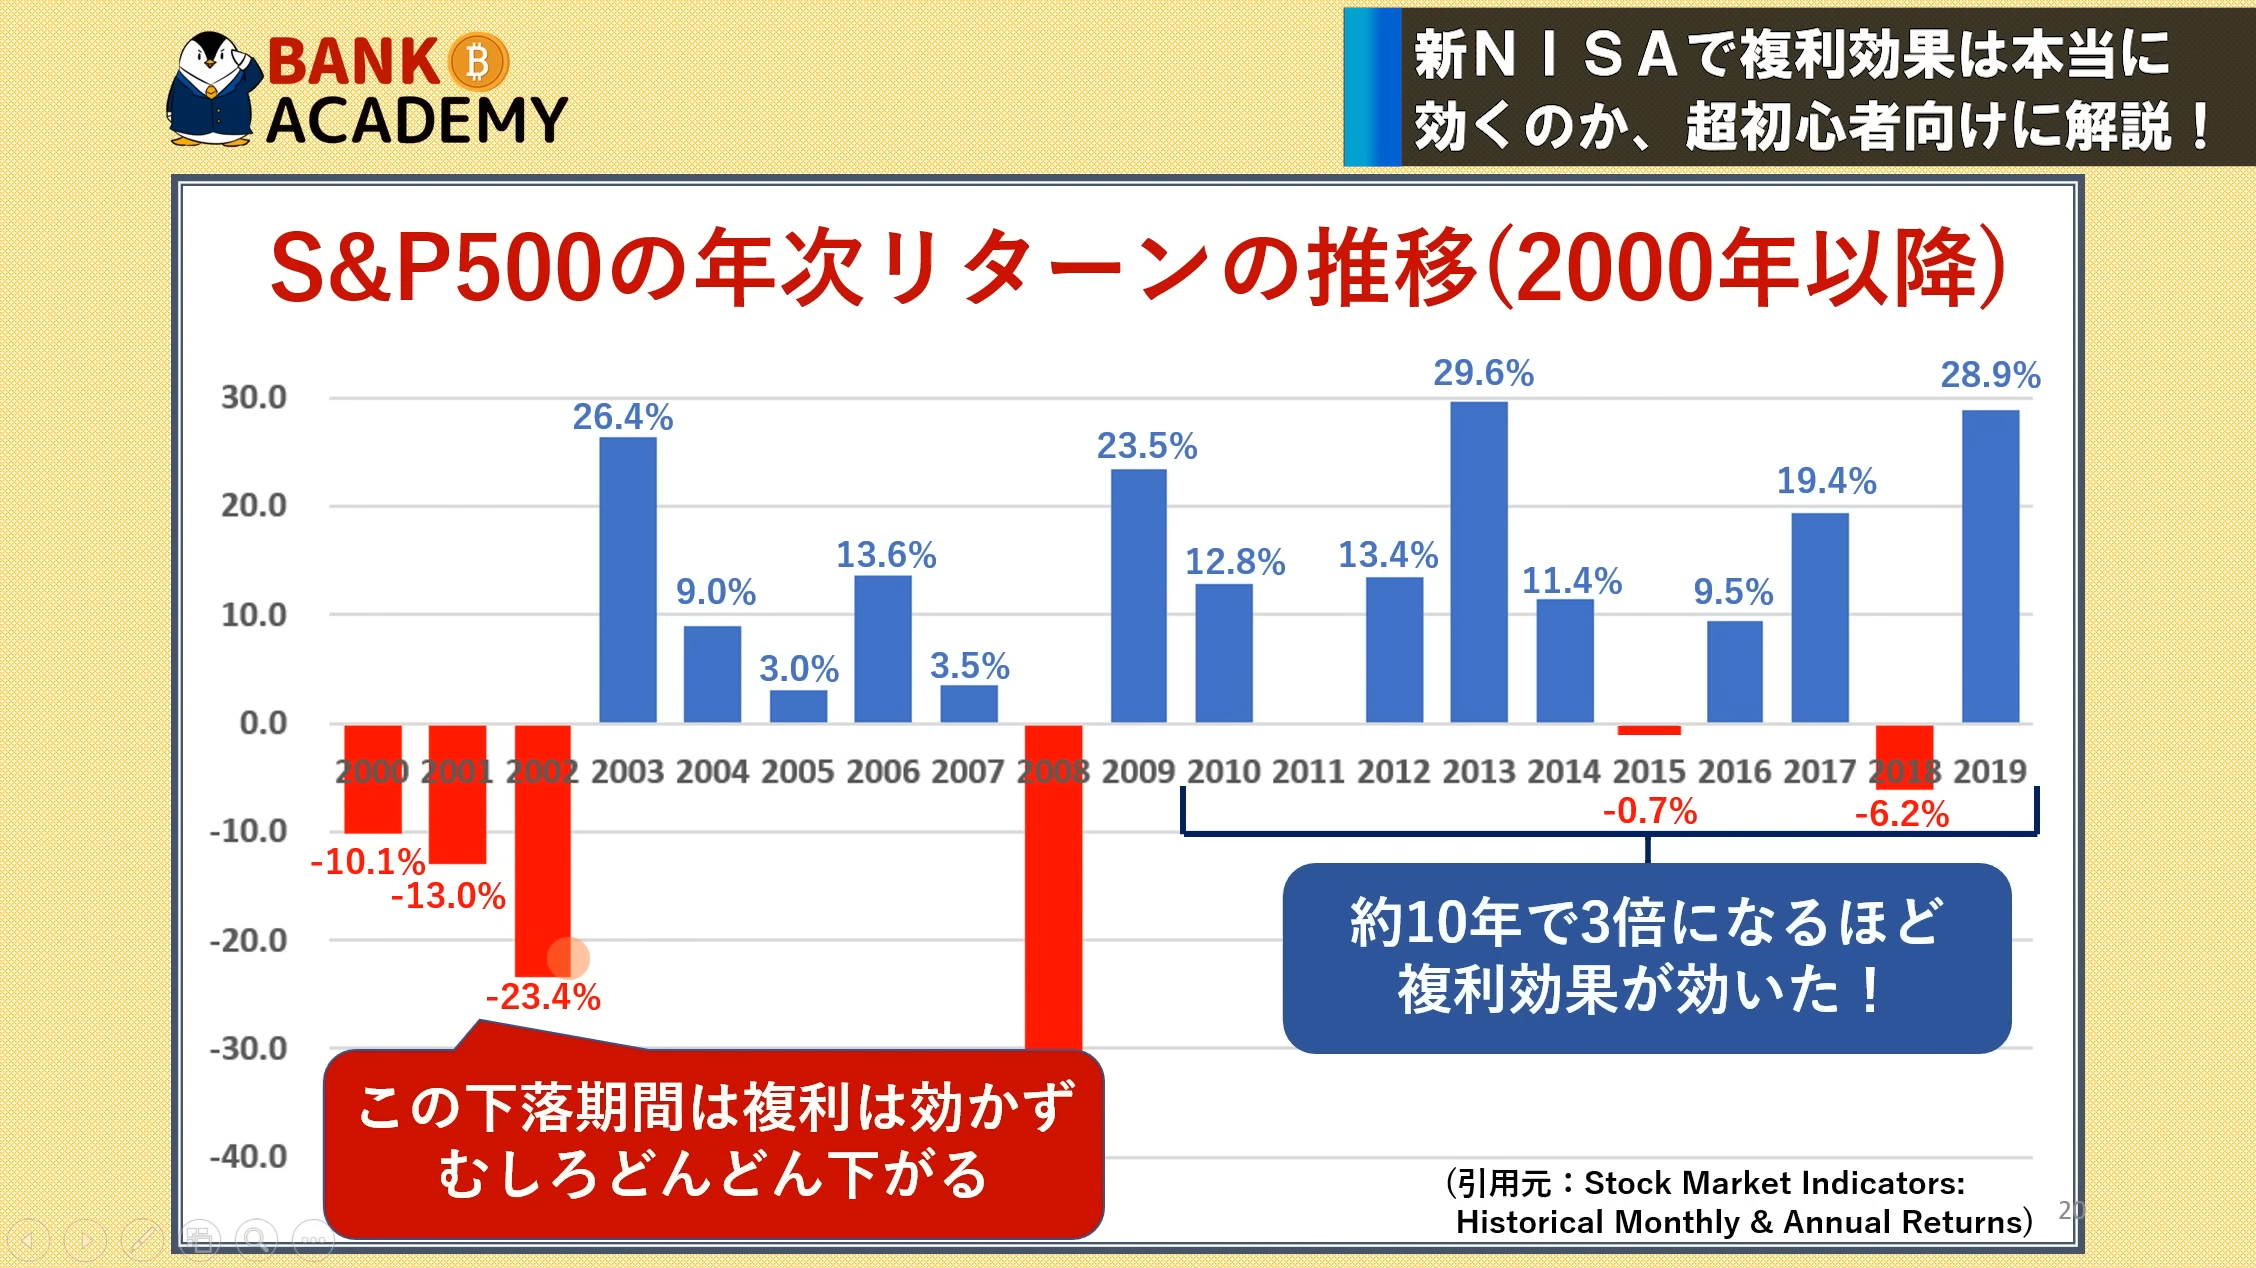 BANK
ACADEMY
新NISAで複利効果は本当に
効くのか、超初心者向けに解説！
S&P500の年次リターンの推移(2000年以降)
30.0
20.0
10.0
0.0
-10.0
-20.0
-30.0
-40.0
26.4%
9.0%
3.0%
13.6%
3.5%
23.5%
12.8%
13.4%
29.6%
11.4%
9.5%
19.4%
28.9%
2000 2001 2002 2003 2004 2005 2006 2007 2008 2009 2010 2011 2012 2013 2014 2015 2016 2017 2018 2019
-10.1%
-13.0%
-23.4%
-0.7%
-6.2%
約10年で3倍になるほど
複利効果が効いた！
この下落期間は複利は効かず
むしろどんどん下がる
(引用元：Stock Market Indicators:
Historical Monthly & Annual Returns)
20